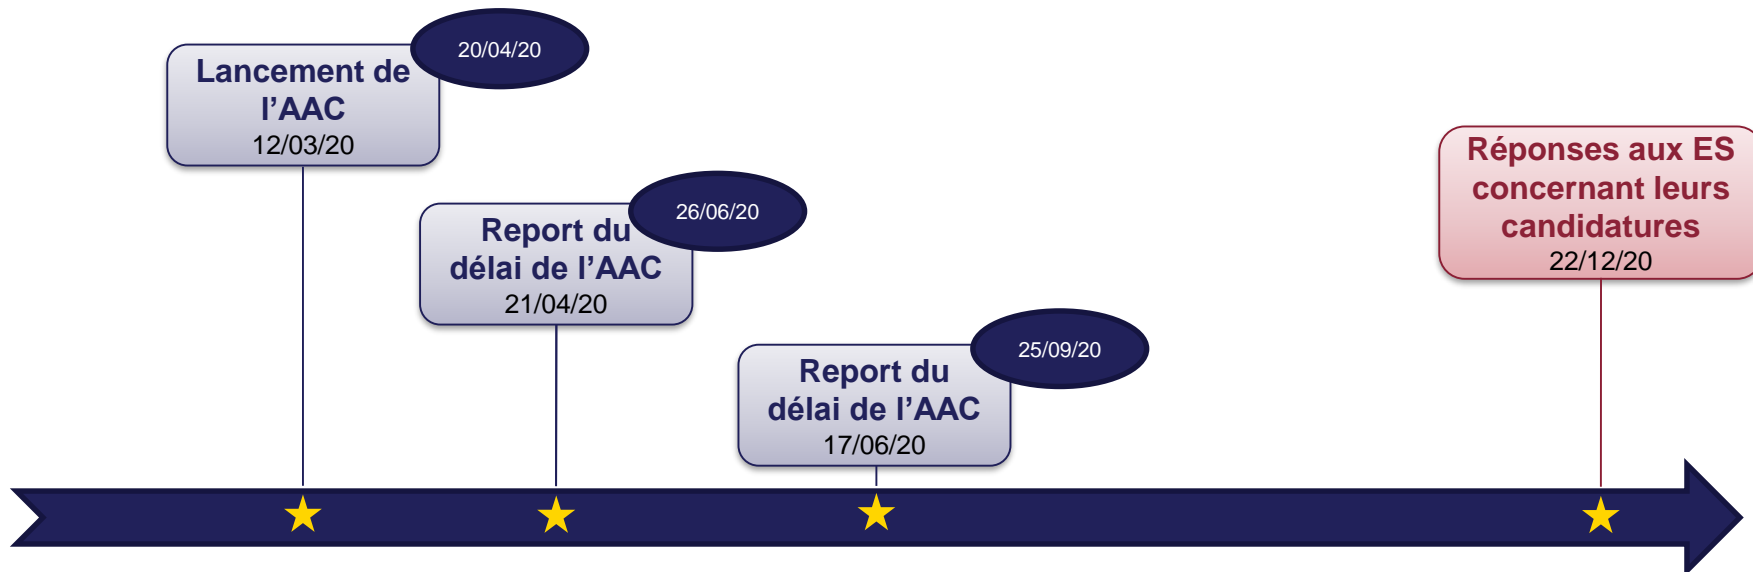 20/04/20
Lancement de
l’AAC
12/03/20
26/06/20
Report du
délai de l’AAC
21/04/20
25/09/20
Report du
délai de l’AAC
17/06/20
Réponses aux ES
concernant leurs
candidatures
22/12/20